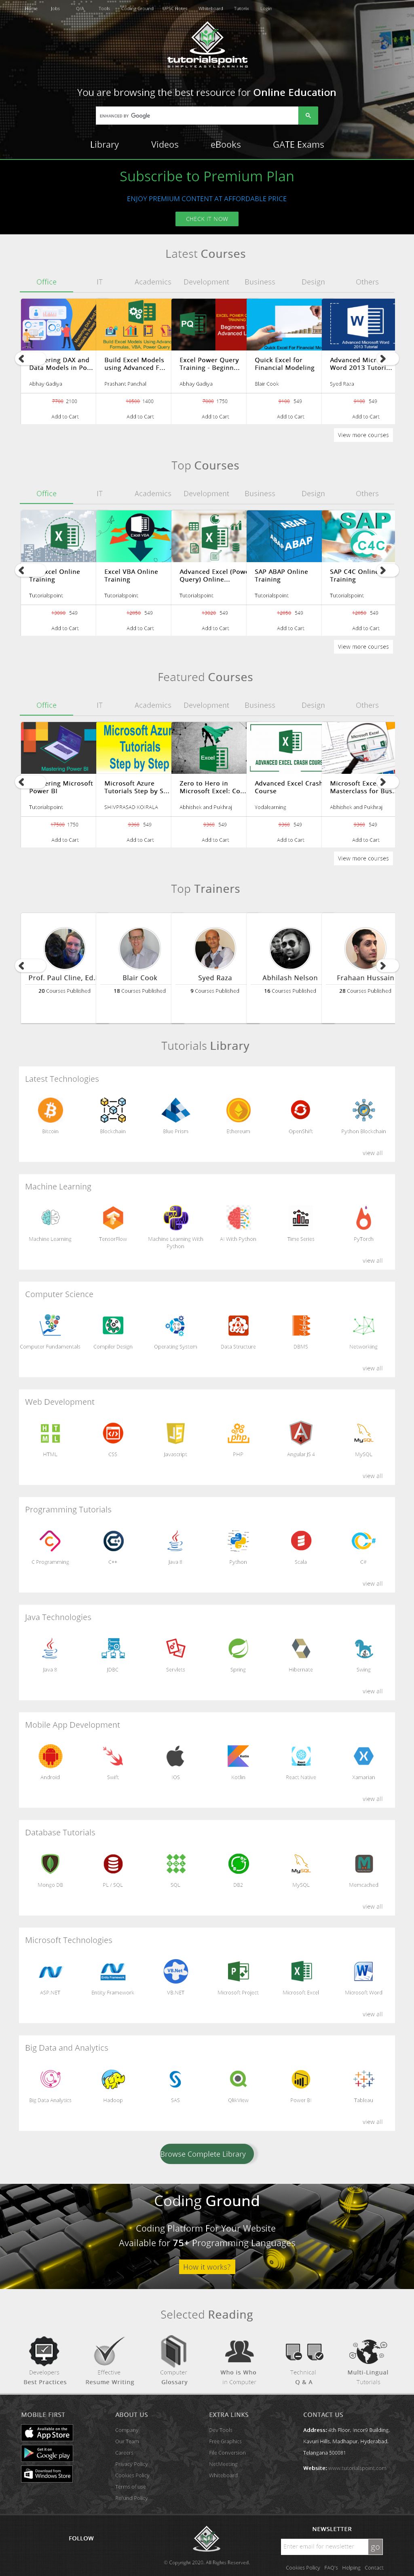 Home Jobs Q/A Tools Coding Ground UPSC Notes Whiteboard Tutorix Login
tutorialspoint
SIMPLYEASYLEARNING
You are browsing the best resource for Online Education
ENHANCED BY Google
Library Videos eBooks GATE Exams
Subscribe to Premium Plan
ENJOY PREMIUM CONTENT AT AFFORDABLE PRICE
CHECK IT NOW
Latest Courses
Office IT Academics Development Business Design Others
ering DAX and Data Models in Po...
Abhay Gadiya
7700 2100
Add to Cart
Build Excel Models using Advanced F...
Prashant Panchal
1400
Add to Cart
Excel Power Query Training - Beginn...
Abhay Gadiya
1750
Add to Cart
Quick Excel for Financial Modeling
Blair Cook
549
Add to Cart
Advanced Micr Word 2013 Tutori...
Syed Raza
549
Add to Cart
View more courses
Top Courses
Office IT Academics Development Business Design Others
xcel Online Training
Tutorialspoint
549
Add to Cart
Excel VBA Online Training
Tutorialspoint
549
Add to Cart
Advanced Excel (Powe Query) Online...
Tutorialspoint
549
Add to Cart
SAP ABAP Online Training
Tutorialspoint
549
Add to Cart
SAP C4C Online Training
Tutorialspoint
549
Add to Cart
View more courses
Featured Courses
Office IT Academics Development Business Design Others
ering Microsoft Power BI
Tutorialspoint
1750
Add to Cart
Microsoft Azure Tutorials Step by S...
SHIVPRASAD KOIRALA
549
Add to Cart
Zero to Hero in Microsoft Excel: Co...
Abhishek and Pukhraj
549
Add to Cart
Advanced Excel Crash Course
Yodalearning
549
Add to Cart
Microsoft Exce Masterclass for Bus...
Abhishek and Pukhraj
549
Add to Cart
View more courses
Top Trainers
Prof. Paul Cline, Ed. Blair Cook Syed Raza Abhilash Nelson Frahaan Hussain
20 Courses Published 18 Courses Published 9 Courses Published 16 Courses Published 28 Courses Published
Tutorials Library
Latest Technologies
Bitcoin Blockchain Blue Prism Ethereum OpenShift Python Blockchain
view all
Machine Learning
Machine Learning TensorFlow Machine Learning With Python AI With Python Time Series PyTorch
view all
Computer Science
Computer Fundamentals Compiler Design Operating System Data Structure DBMS Networking
view all
Web Development
HTML CSS Javascript PHP Angular JS 4 MySQL
view all
Programming Tutorials
C Programming C++ Java 8 Python Scala C#
view all
Java Technologies
Java 8 JDBC Servlets Spring Hibernate Swing
view all
Mobile App Development
Android Swift iOS Kotlin React Native Xamarian
view all
Database Tutorials
Mongo DB PL / SQL SQL DB2 MySQL Memcached
view all
Microsoft Technologies
ASP.NET Entity Framework VB.NET Microsoft Project Microsoft Excel Microsoft Word
view all
Big Data and Analytics
Big Data Analytics Hadoop SAS QlikView Power BI Tableau
view all
Browse Complete Library
Coding Ground
Coding Platform For Your Website
Available for 75+ Programming Languages
How it works?
Selected Reading
Developers Effective Computer Who is Who Technical Multi-Lingual
Best Practices Resume Writing Glossary in Computer Q & A Tutorials
MOBILE FIRST
Available on the App Store
Get it on Google play
Download from Windows Store
ABOUT US
Company
Our Team
Careers
Privacy Policy
Cookies Policy
Terms of use
Refund Policy
EXTRA LINKS
Dev Tools
Free Graphics
File Conversion
NetMeeting
Whiteboard
CONTACT US
Address: 4th Floor, Incor9 Building,
Kavuri Hills, Madhapur, Hyderabad,
Telangana 500081
Website: www.tutorialspoint.com
FOLLOW
© Copyright 2020. All Rights Reserved.
NEWSLETTER
Enter email for newsletter go
Cookies Policy FAQ's Helping Contact